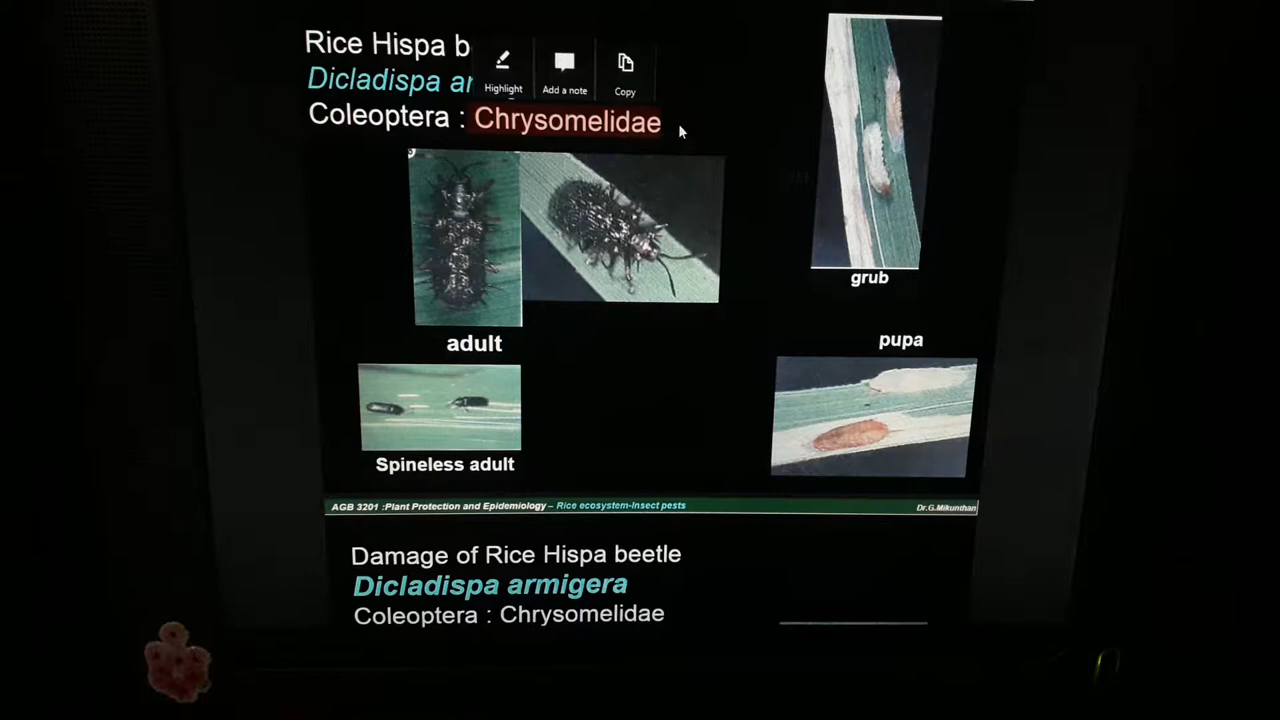 Rice Hispa b
Dicladispa ar
Coleoptera : Chrysomelidae
Highlight
Add a note
Copy
adult
grub
pupa
Spineless adult
AGB 3201 :Plant Protection and Epidemiology – Rice ecosystem-Insect pests
Dr.G.Mikunthan
Damage of Rice Hispa beetle
Dicladispa armigera
Coleoptera : Chrysomelidae